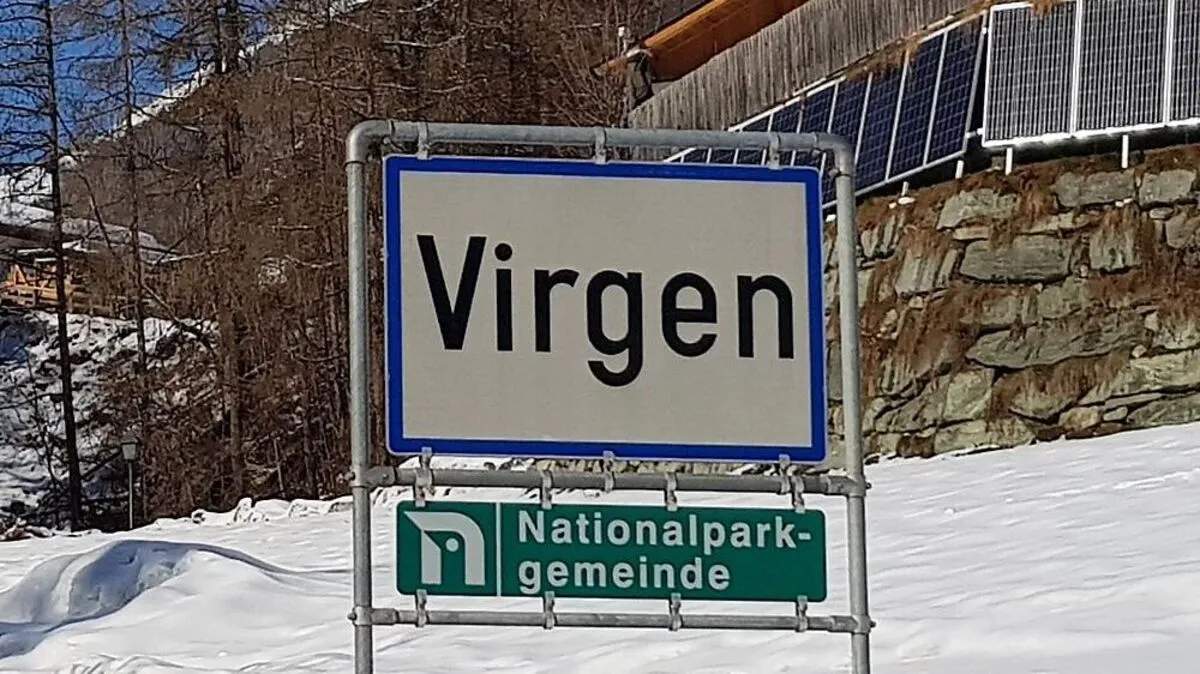 Virgen
Nationalpark-
gemeinde